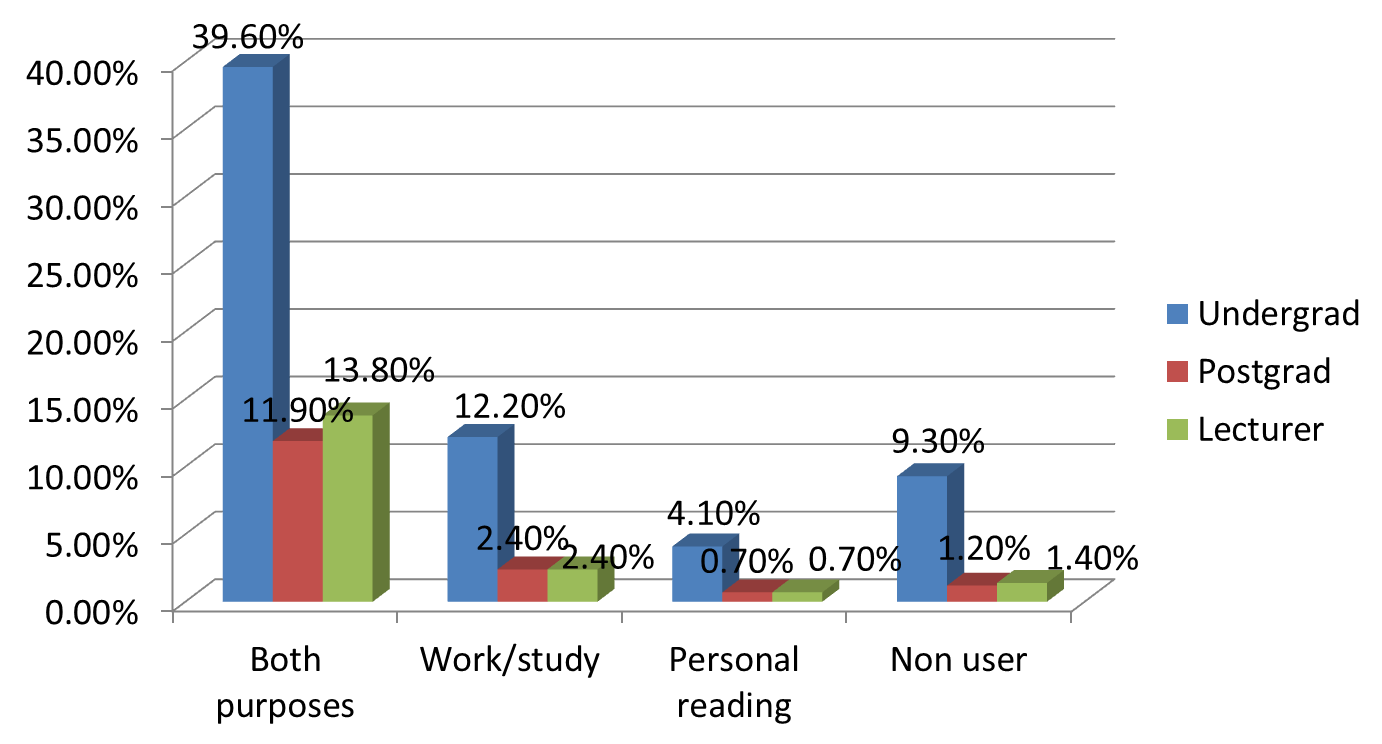 39.60%
40.00%
35.00%
30.00%
25.00%
20.00%
15.00%
10.00%
5.00%
0.00%
11.90%
13.80%
12.20%
2.40%
2.40%
4.10%
0.70%
0.70%
9.30%
1.20%
1.40%
Both
purposes
Work/study
Personal
reading
Non user
Undergrad
Postgrad
Lecturer